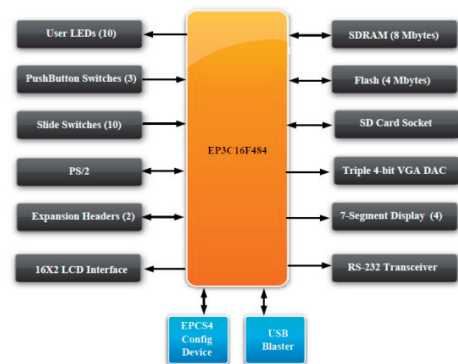 User LEDs (10)
PushButton Switches (3)
Slide Switches (10)
PS/2
Expansion Headers (2)
16X2 LCD Interface
EP3C16F484
SDRAM (8 Mbytes)
Flash (4 Mbytes)
SD Card Socket
Triple 4-bit VGA DAC
7-Segment Display (4)
RS-232 Transceiver
EPCS4
Config
Device
USB
Blaster